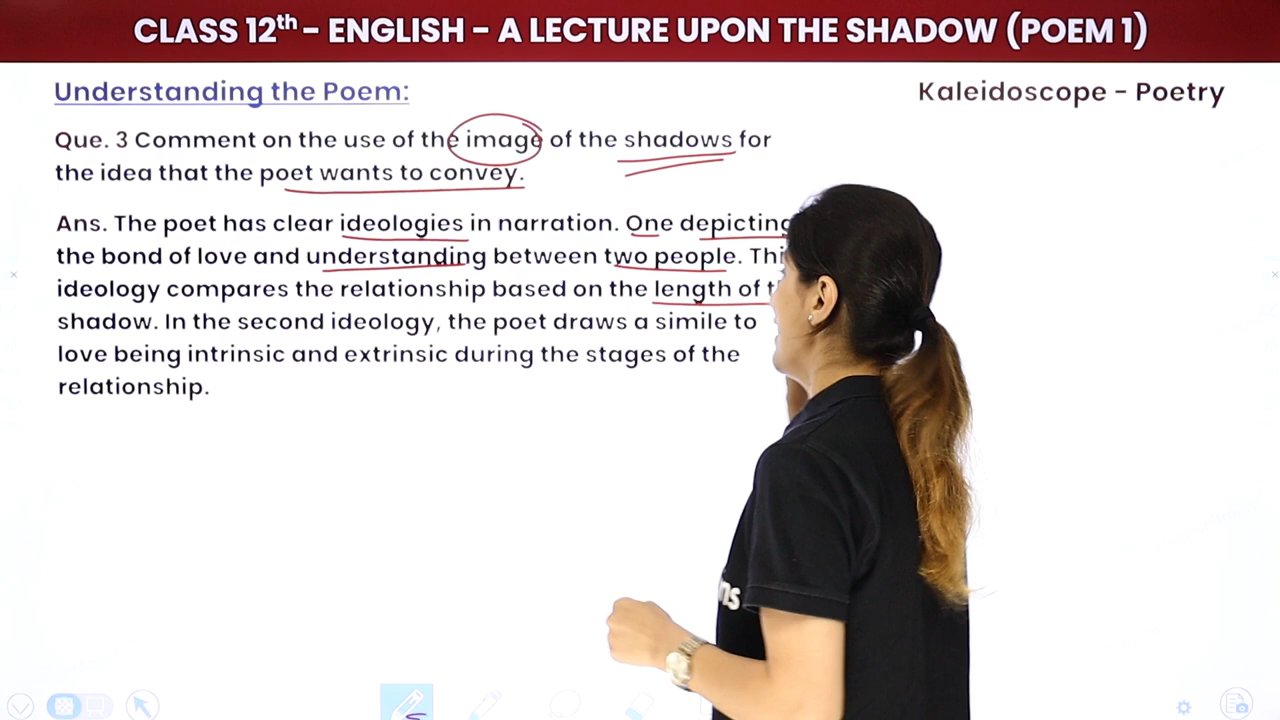 CLASS 12th – ENGLISH – A LECTURE UPON THE SHADOW (POEM 1)
Understanding the Poem:
Kaleidoscope – Poetry
Que. 3 Comment on the use of the image of the shadows for
the idea that the poet wants to convey.
Ans. The poet has clear ideologies in narration. One depicting
the bond of love and understanding between two people.
ideology compares the relationship based on the length of
shadow. In the second ideology, the poet draws a simile to
love being intrinsic and extrinsic during the stages of the
relationship.